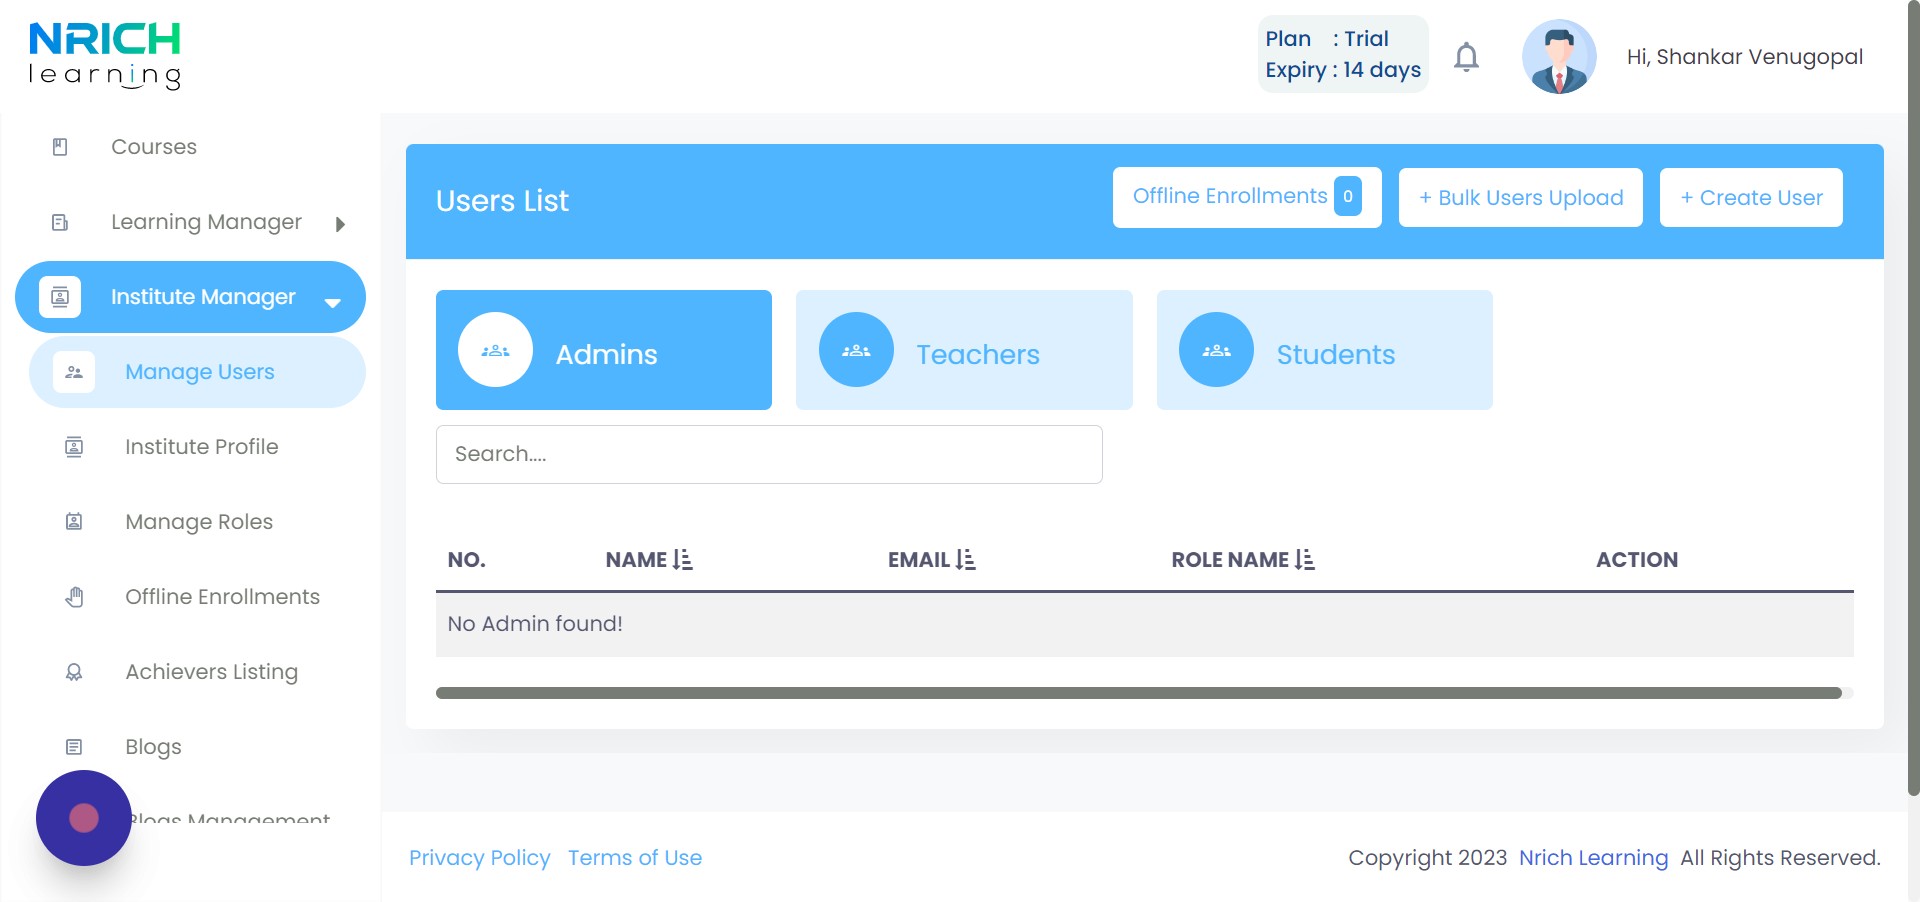 NRICH
learning
Plan : Trial
Expiry : 14 days
Hi, Shankar Venugopal
Courses
Learning Manager
Institute Manager
Manage Users
Institute Profile
Manage Roles
Offline Enrollments
Achievers Listing
Blogs
Blogs Management
Users List
Offline Enrollments 0
+ Bulk Users Upload
+ Create User
Admins
Teachers
Students
Search....
NO. NAME EMAIL ROLE NAME ACTION
No Admin found!
Privacy Policy Terms of Use
Copyright 2023 Nrich Learning All Rights Reserved.